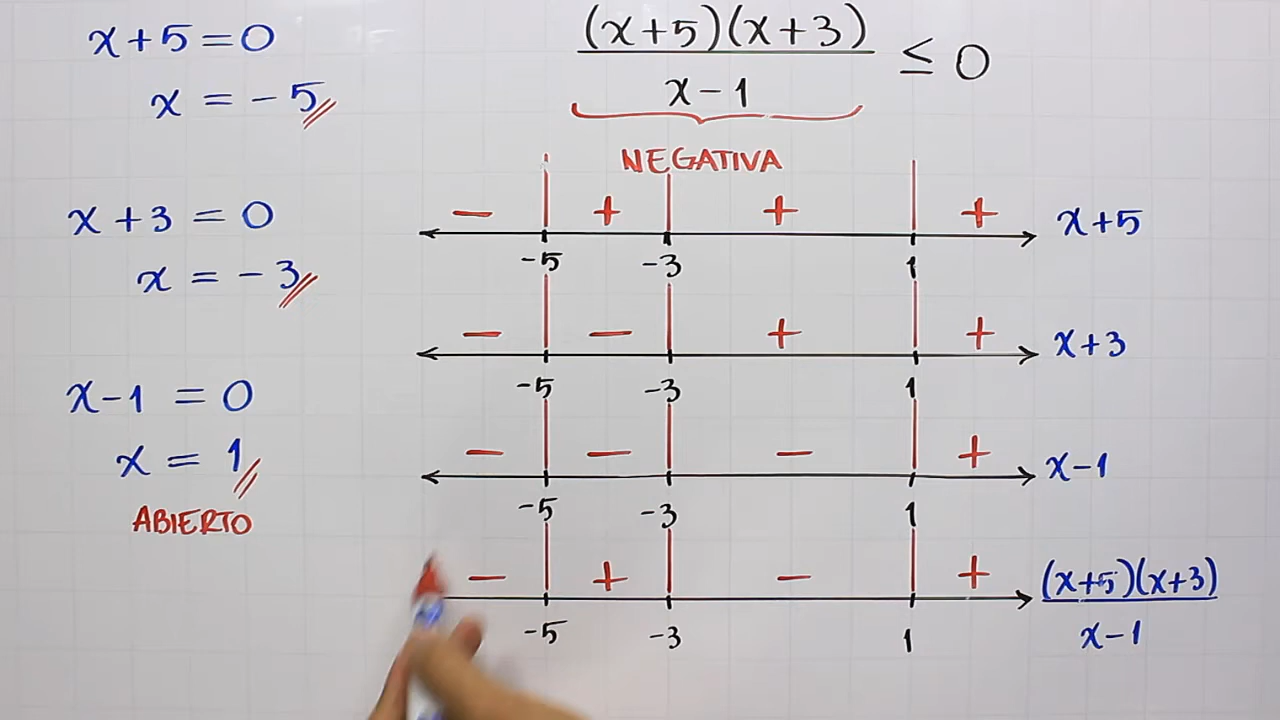 x+5=0
x = -5
x+3=0
x = -3
x-1 = 0
x = 1
ABIERTO
(x+5)(x+3)
x-1
≤ 0
NEGATIVA
- + + +
x+5
-5 -3 1
- - + +
x+3
-5 -3 1
- - - +
x-1
-5 -3 1
- + - +
(x+5)(x+3)
x-1
-5 -3 1